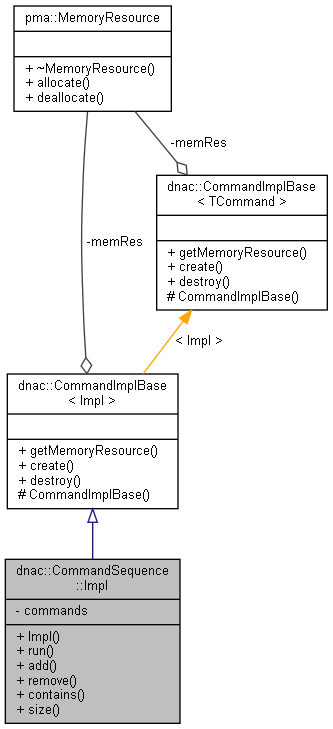 pma::MemoryResource
+ ~MemoryResource()
+ allocate()
+ deallocate()
-memRes
dnac::CommandImplBase
< TCommand >
+ getMemoryResource()
+ create()
+ destroy()
# CommandImplBase()
-memRes
< Impl >
dnac::CommandImplBase
< Impl >
+ getMemoryResource()
+ create()
+ destroy()
# CommandImplBase()
dnac::CommandSequence
::Impl
- commands
+ Impl()
+ run()
+ add()
+ remove()
+ contains()
+ size()